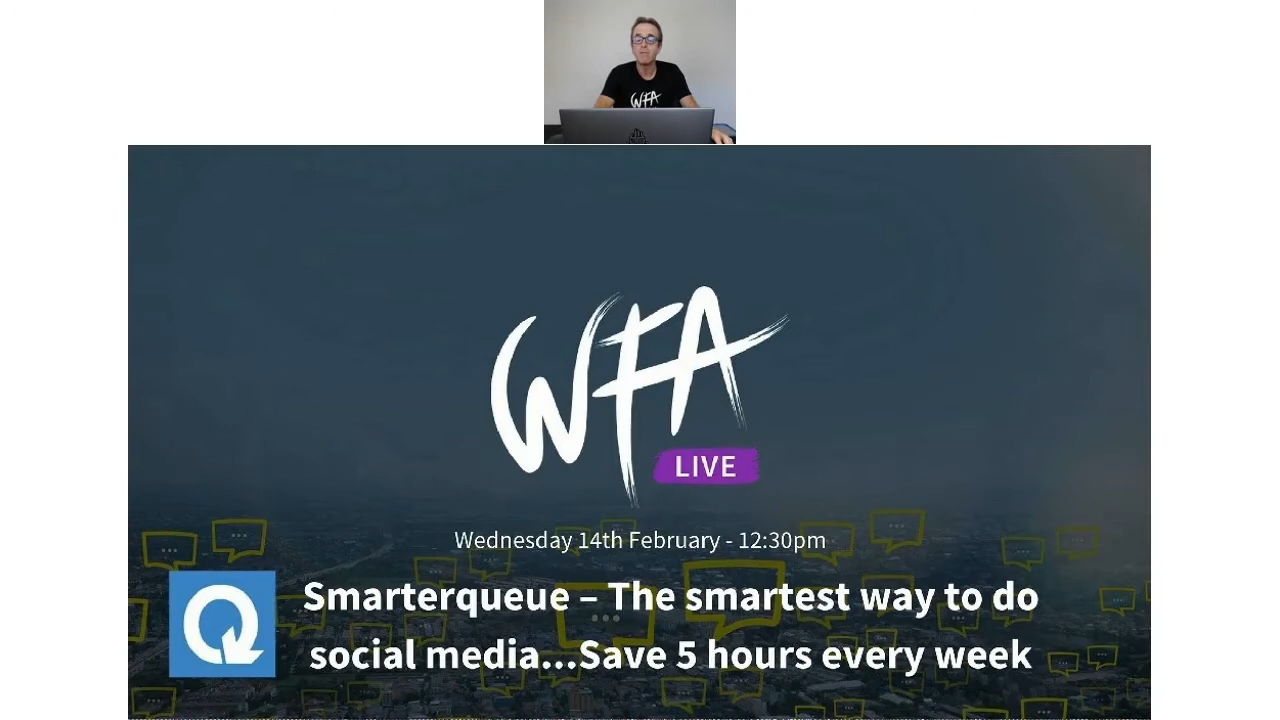 WFA
WFA
LIVE
Wednesday 14th February - 12:30pm
Smarterqueue – The smartest way to do
social media...Save 5 hours every week